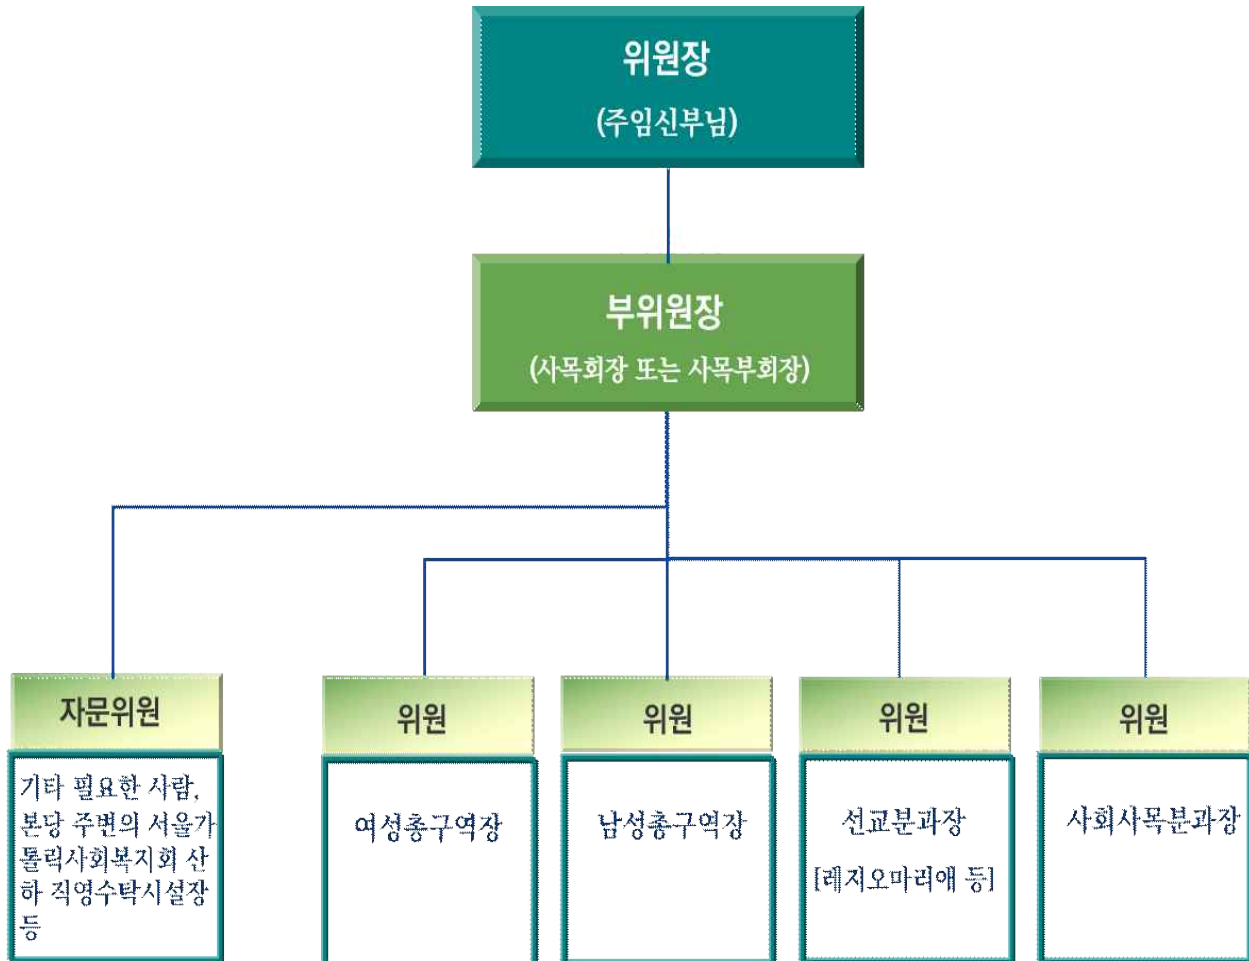 위원장
(주임신부님)
부위원장
(사목회장 또는 사목부회장)
자문위원
기타 필요한 사람,
본당 주변의 서울가
톨릭사회복지회 산
하 직영수탁시설장
등
위원
여성총구역장
위원
남성총구역장
위원
선교분과장
[레지오마리애 등]
위원
사회사목분과장